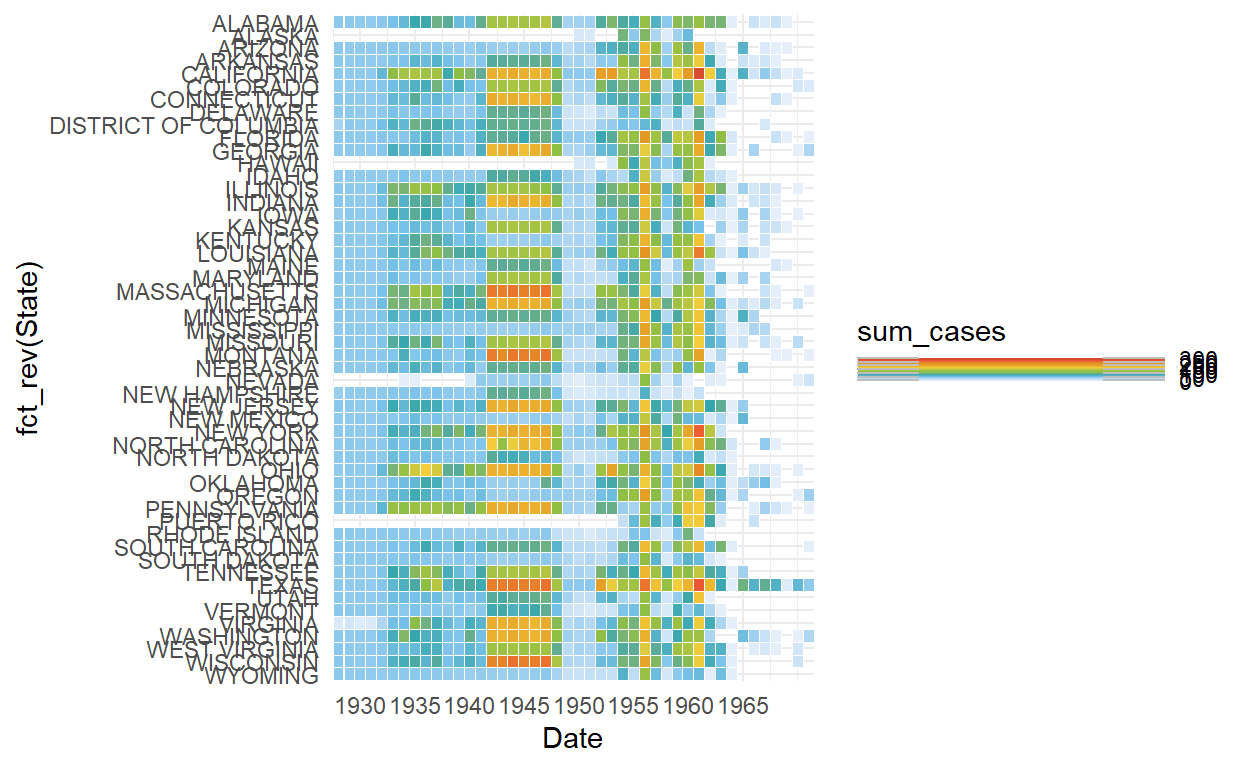 ALABAMA
ALASKA
ARIZONA
ARKANSAS
CALIFORNIA
COLORADO
CONNECTICUT
DELAWARE
DISTRICT OF COLUMBIA
FLORIDA
GEORGIA
HAWAII
IDAHO
ILLINOIS
INDIANA
IOWA
KANSAS
KENTUCKY
LOUISIANA
MAINE
MARYLAND
MASSACHUSETTS
MICHIGAN
MINNESOTA
MISSISSIPPI
MISSOURI
MONTANA
NEBRASKA
NEVADA
NEW HAMPSHIRE
NEW JERSEY
NEW MEXICO
NEW YORK
NORTH CAROLINA
NORTH DAKOTA
OHIO
OKLAHOMA
OREGON
PENNSYLVANIA
PUERTO RICO
RHODE ISLAND
SOUTH CAROLINA
SOUTH DAKOTA
TENNESSEE
TEXAS
UTAH
VERMONT
VIRGINIA
WASHINGTON
WEST VIRGINIA
WISCONSIN
WYOMING
fct_rev(State)
1930 1935 1940 1945 1950 1955 1960 1965
Date
sum_cases